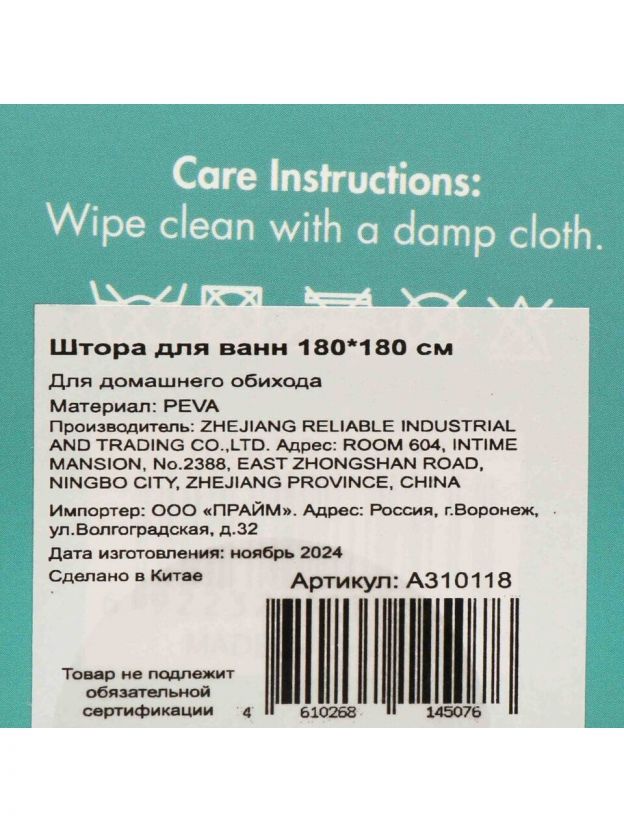 Care Instructions:
Wipe clean with a damp cloth.
Штора для ванн 180*180 см
Для домашнего обихода
Материал: PEVA
Производитель: ZHEJIANG RELIABLE INDUSTRIAL
AND TRADING CO.,LTD. Адрес: ROOM 604, INTIME
MANSION, No.2388, EAST ZHONGSHAN ROAD,
NINGBO CITY, ZHEJIANG PROVINCE, CHINA
Импортер: ООО «ПРАЙМ». Адрес: Россия, г.Воронеж,
ул.Волгоградская, д.32
Дата изготовления: ноябрь 2024
Сделано в Китае
Артикул: А310118
Товар не подлежит
обязательной
сертификации
4 610268 145076